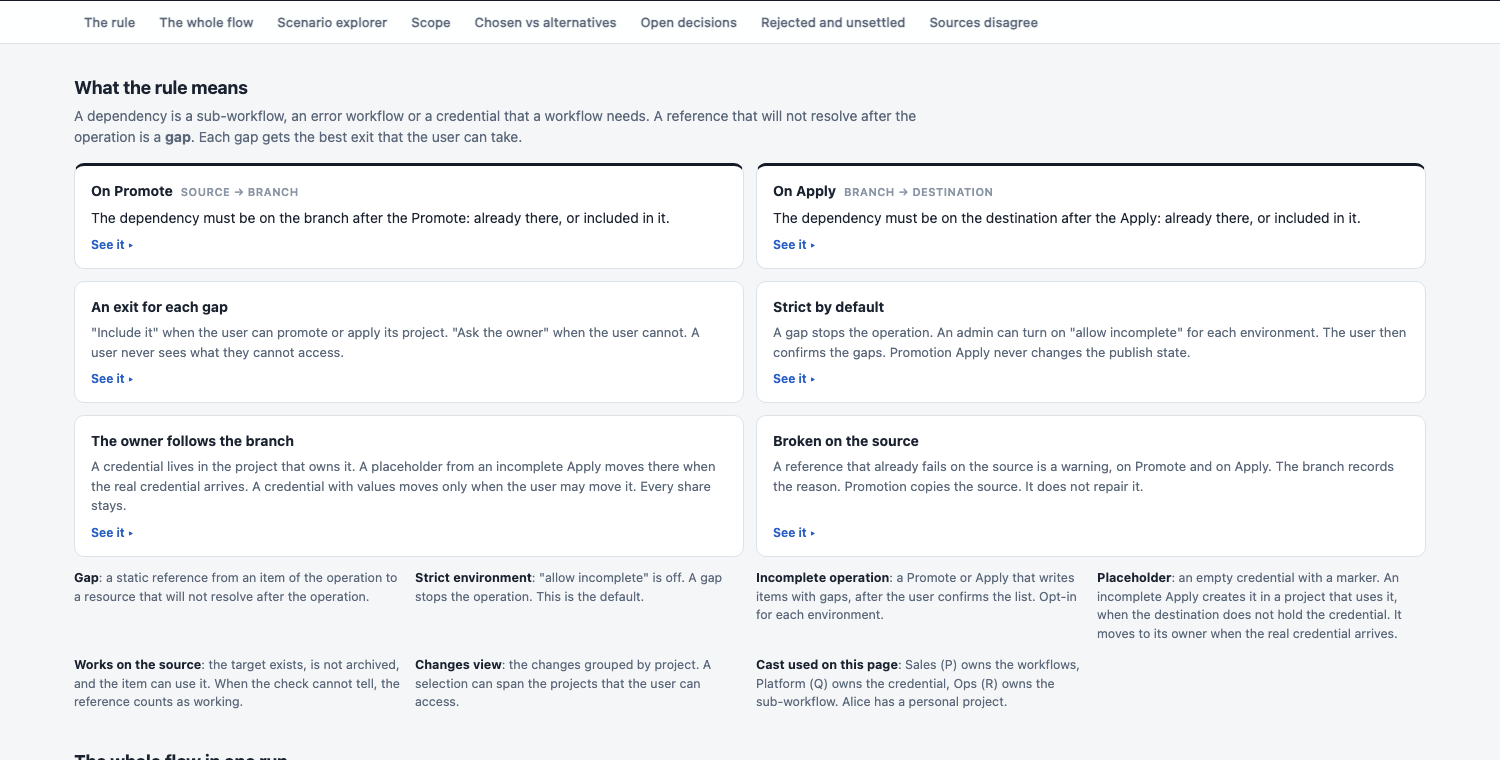 The rule The whole flow Scenario explorer Scope Chosen vs alternatives Open decisions Rejected and unsettled Sources disagree
What the rule means
A dependency is a sub-workflow, an error workflow or a credential that a workflow needs. A reference that will not resolve after the
operation is a gap. Each gap gets the best exit that the user can take.
On Promote SOURCE → BRANCH
The dependency must be on the branch after the Promote: already there, or included in it.
See it ▸
On Apply BRANCH → DESTINATION
The dependency must be on the destination after the Apply: already there, or included in it.
See it ▸
An exit for each gap
"Include it" when the user can promote or apply its project. "Ask the owner" when the user cannot. A
user never sees what they cannot access.
See it ▸
Strict by default
A gap stops the operation. An admin can turn on "allow incomplete" for each environment. The user then
confirms the gaps. Promotion Apply never changes the publish state.
See it ▸
The owner follows the branch
A credential lives in the project that owns it. A placeholder from an incomplete Apply moves there when
the real credential arrives. A credential with values moves only when the user may move it. Every share
stays.
See it ▸
Broken on the source
A reference that already fails on the source is a warning, on Promote and on Apply. The branch records
the reason. Promotion copies the source. It does not repair it.
See it ▸
Gap: a static reference from an item of the operation to
a resource that will not resolve after the operation.
Strict environment: "allow incomplete" is off. A gap
stops the operation. This is the default.
Incomplete operation: a Promote or Apply that writes
items with gaps, after the user confirms the list. Opt-in
for each environment.
Placeholder: an empty credential with a marker. An
incomplete Apply creates it in a project that uses it,
when the destination does not hold the credential. It
moves to its owner when the real credential arrives.
Works on the source: the target exists, is not archived,
and the item can use it. When the check cannot tell, the
reference counts as working.
Changes view: the changes grouped by project. A
selection can span the projects that the user can
access.
Cast used on this page: Sales (P) owns the workflows,
Platform (Q) owns the credential, Ops (R) owns the
sub-workflow. Alice has a personal project.
The whole flow in one run